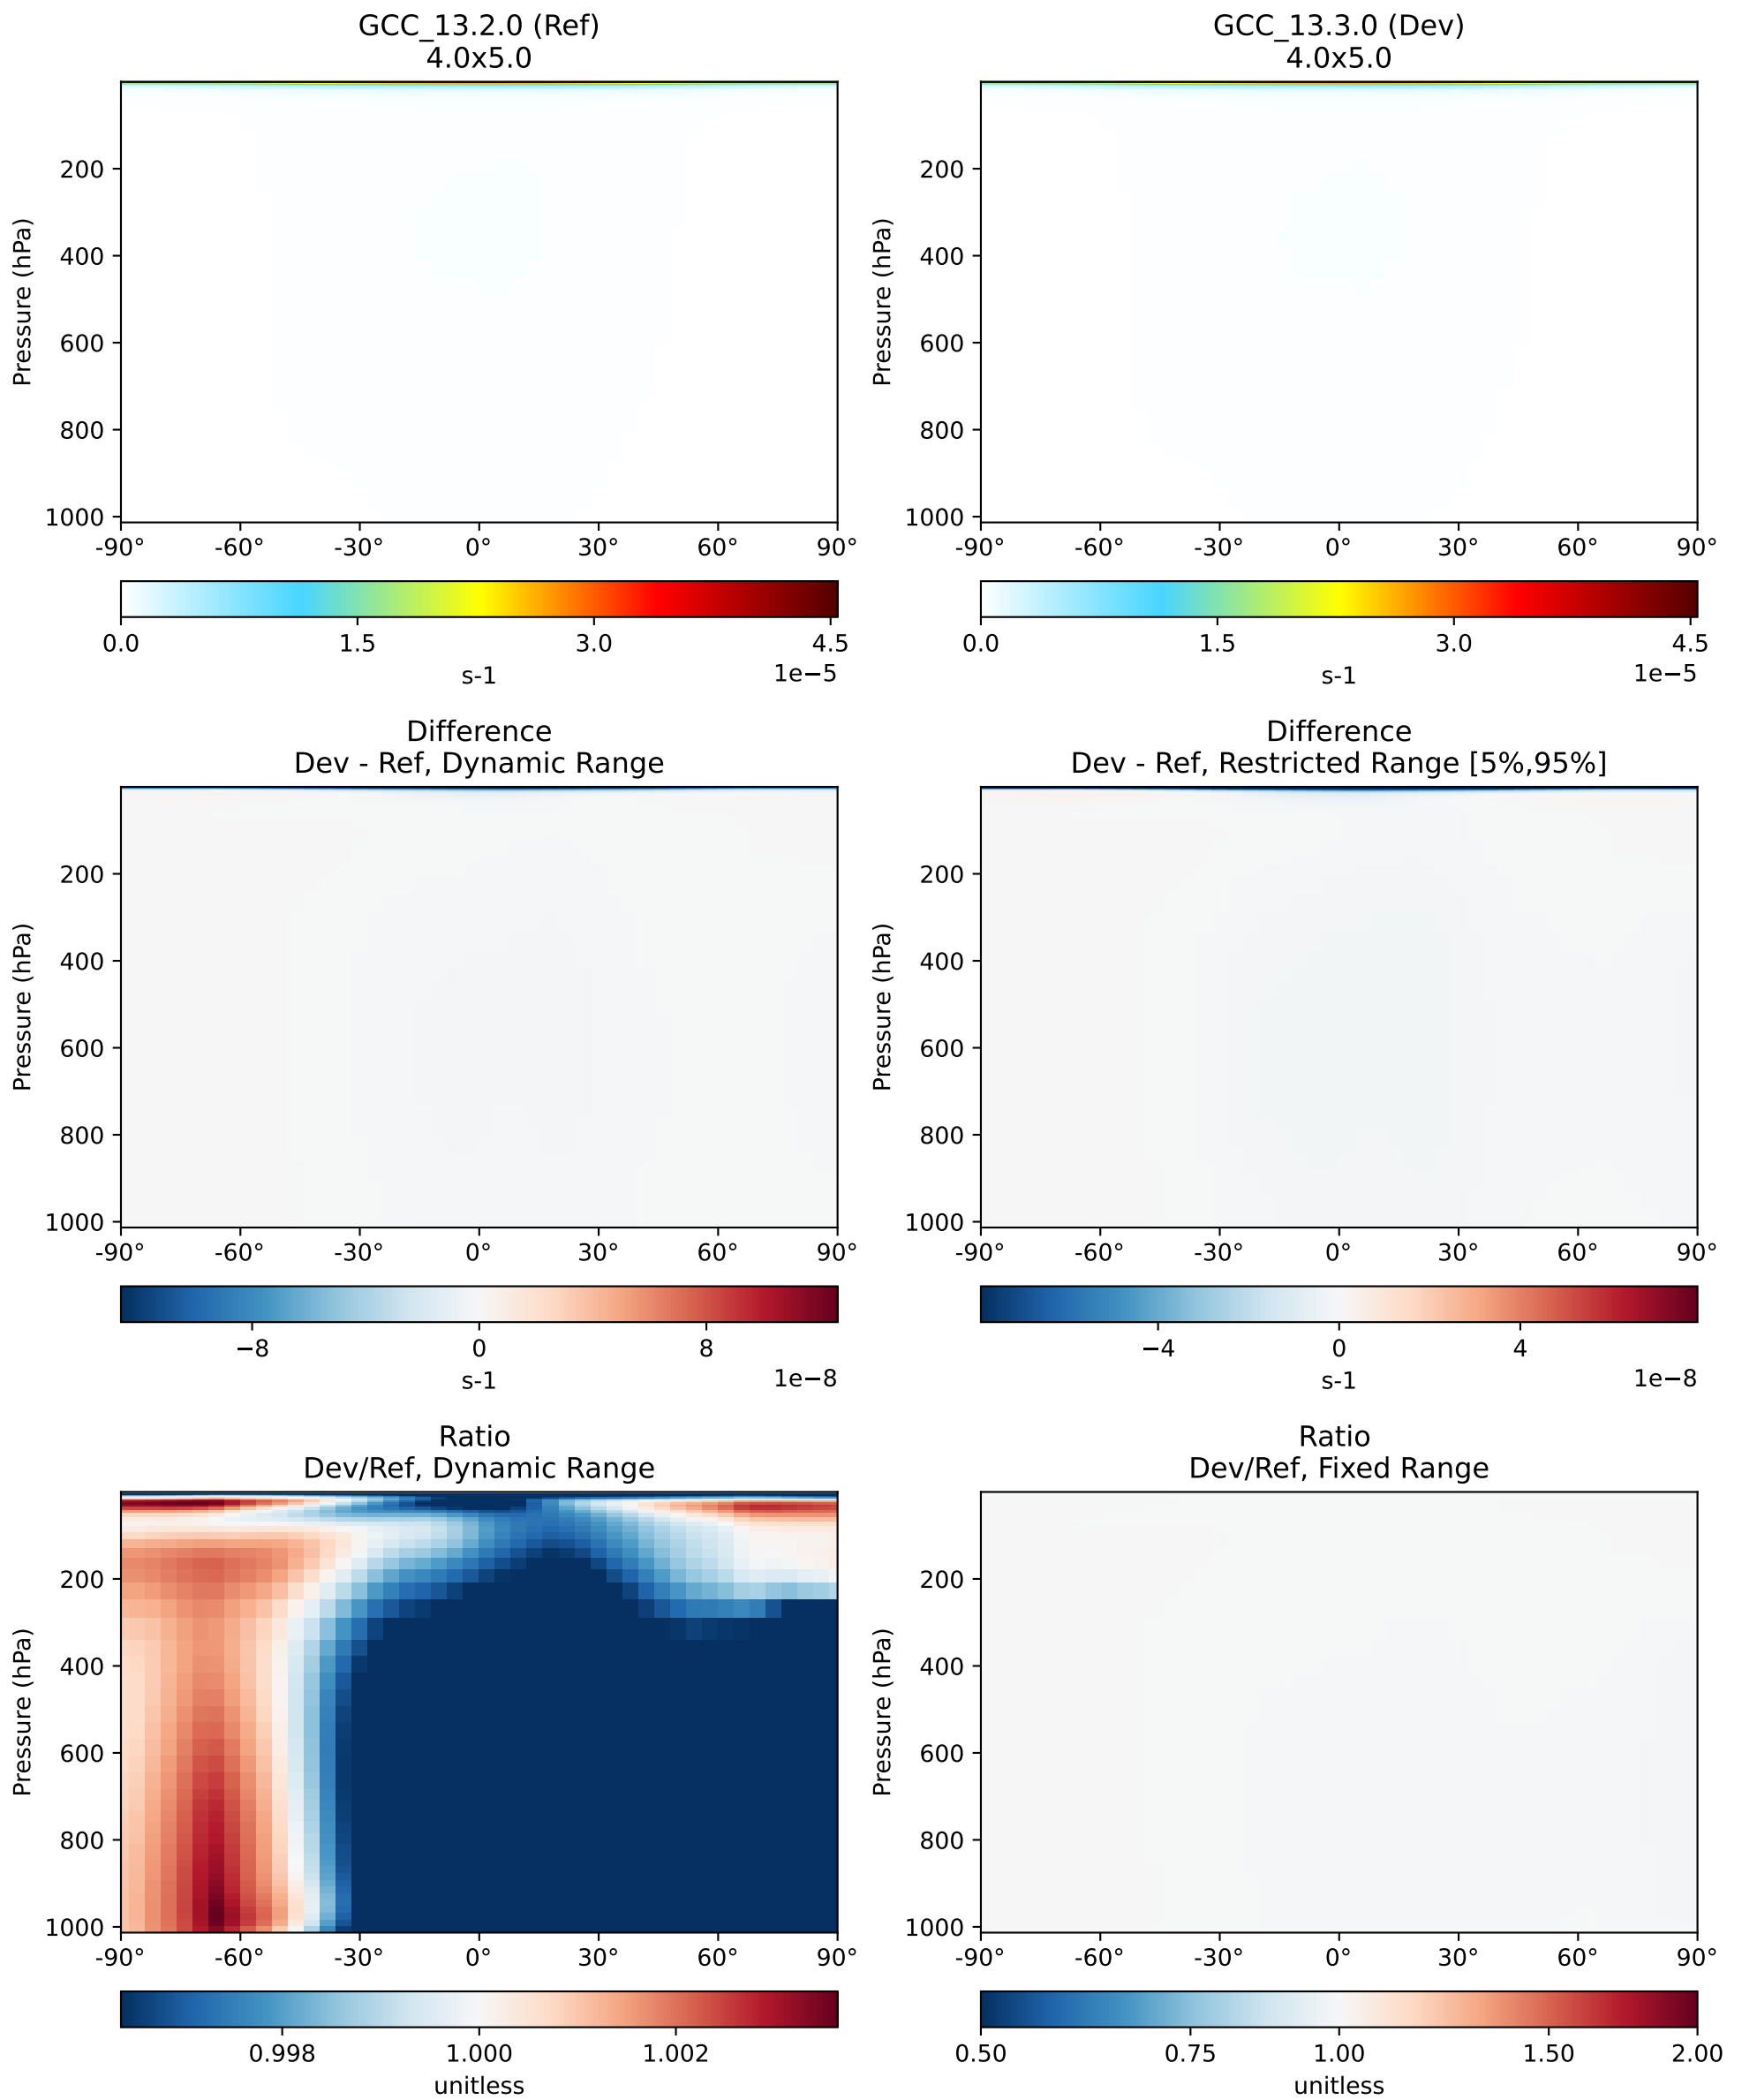 GCC_13.2.0 (Ref)
4.0x5.0
Pressure (hPa)
200
400
600
800
1000
-90° -60° -30° 0° 30° 60° 90°
0.0 1.5 3.0 4.5
s-1 1e−5
GCC_13.3.0 (Dev)
4.0x5.0
Pressure (hPa)
200
400
600
800
1000
-90° -60° -30° 0° 30° 60° 90°
0.0 1.5 3.0 4.5
s-1 1e−5
Difference
Dev - Ref, Dynamic Range
Pressure (hPa)
200
400
600
800
1000
-90° -60° -30° 0° 30° 60° 90°
−8 0 8
s-1 1e−8
Difference
Dev - Ref, Restricted Range [5%,95%]
Pressure (hPa)
200
400
600
800
1000
-90° -60° -30° 0° 30° 60° 90°
−4 0 4
s-1 1e−8
Ratio
Dev/Ref, Dynamic Range
Pressure (hPa)
200
400
600
800
1000
-90° -60° -30° 0° 30° 60° 90°
0.998 1.000 1.002
unitless
Ratio
Dev/Ref, Fixed Range
Pressure (hPa)
200
400
600
800
1000
-90° -60° -30° 0° 30° 60° 90°
0.50 0.75 1.00 1.50 2.00
unitless